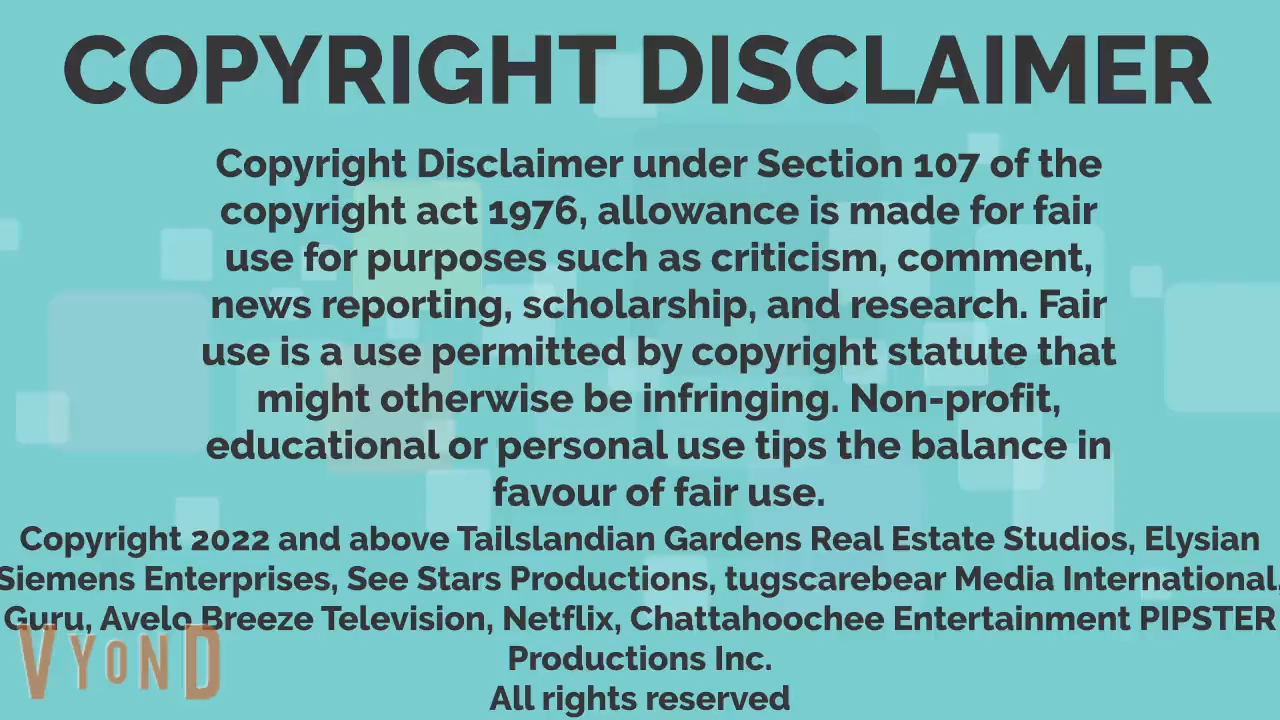 COPYRIGHT DISCLAIMER
Copyright Disclaimer under Section 107 of the
copyright act 1976, allowance is made for fair
use for purposes such as criticism, comment,
news reporting, scholarship, and research. Fair
use is a use permitted by copyright statute that
might otherwise be infringing. Non-profit,
educational or personal use tips the balance in
favour of fair use.
Copyright 2022 and above Tailslandian Gardens Real Estate Studios, Elysian
Siemens Enterprises, See Stars Productions, tugscarebear Media International,
Guru, Avelo Breeze Television, Netflix, Chattahoochee Entertainment PIPSTER
Productions Inc.
All rights reserved
VYOND